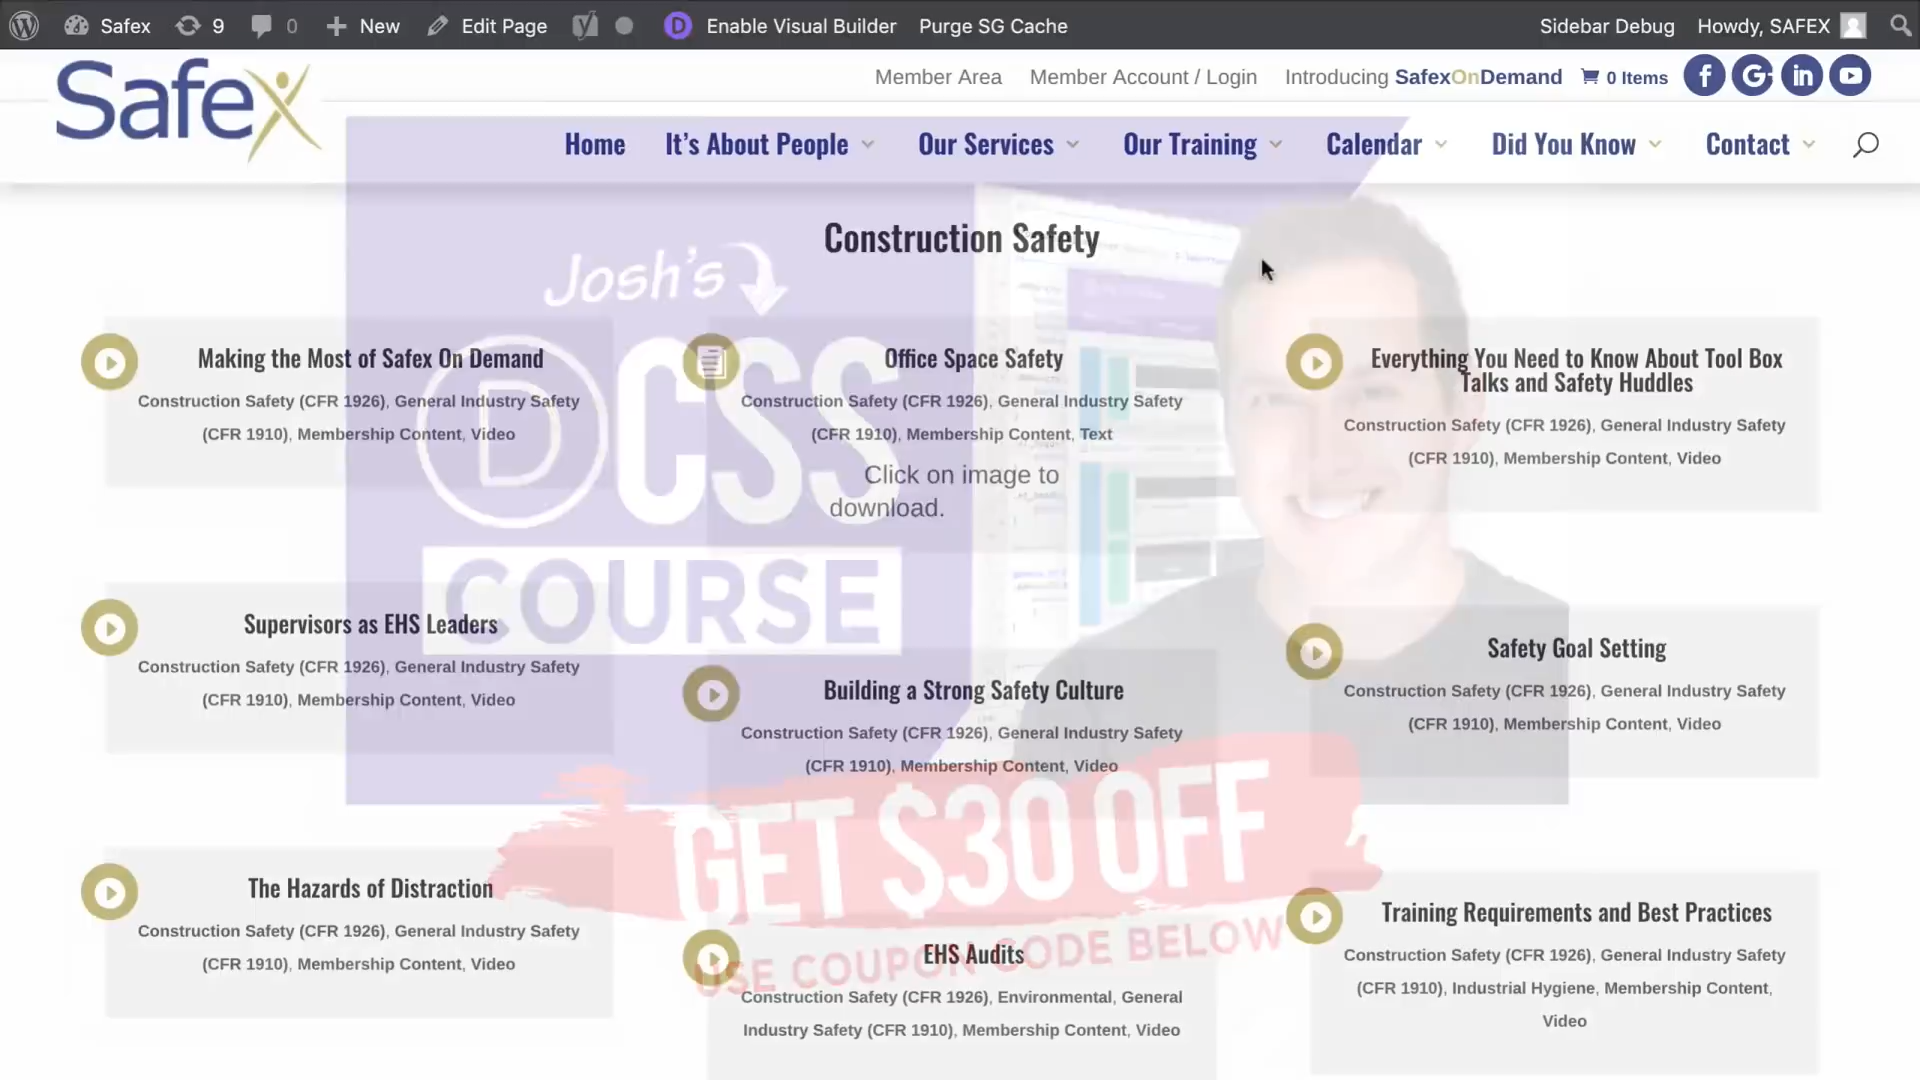 Safex 9 0 New Edit Page Enable Visual Builder Purge SG Cache Sidebar Debug Howdy, SAFEX
Member Area Member Account / Login Introducing SafexOnDemand 0 Items
Safex
Home It's About People Our Services Our Training Calendar Did You Know Contact
Construction Safety
Josh's
Making the Most of Safex On Demand
Construction Safety (CFR 1926), General Industry Safety
(CFR 1910), Membership Content, Video
Office Space Safety
Construction Safety (CFR 1926), General Industry Safety
(CFR 1910), Membership Content, Text
Click on image to
download.
Everything You Need to Know About Tool Box
Talks and Safety Huddles
Construction Safety (CFR 1926), General Industry Safety
(CFR 1910), Membership Content, Video
D CSS
COURSE
Supervisors as EHS Leaders
Construction Safety (CFR 1926), General Industry Safety
(CFR 1910), Membership Content, Video
Building a Strong Safety Culture
Construction Safety (CFR 1926), General Industry Safety
(CFR 1910), Membership Content, Video
Safety Goal Setting
Construction Safety (CFR 1926), General Industry Safety
(CFR 1910), Membership Content, Video
GET $30 OFF
USE COUPON CODE BELOW
The Hazards of Distraction
Construction Safety (CFR 1926), General Industry Safety
(CFR 1910), Membership Content, Video
EHS Audits
Construction Safety (CFR 1926), Environmental, General
Industry Safety (CFR 1910), Membership Content, Video
Training Requirements and Best Practices
Construction Safety (CFR 1926), General Industry Safety
(CFR 1910), Industrial Hygiene, Membership Content,
Video